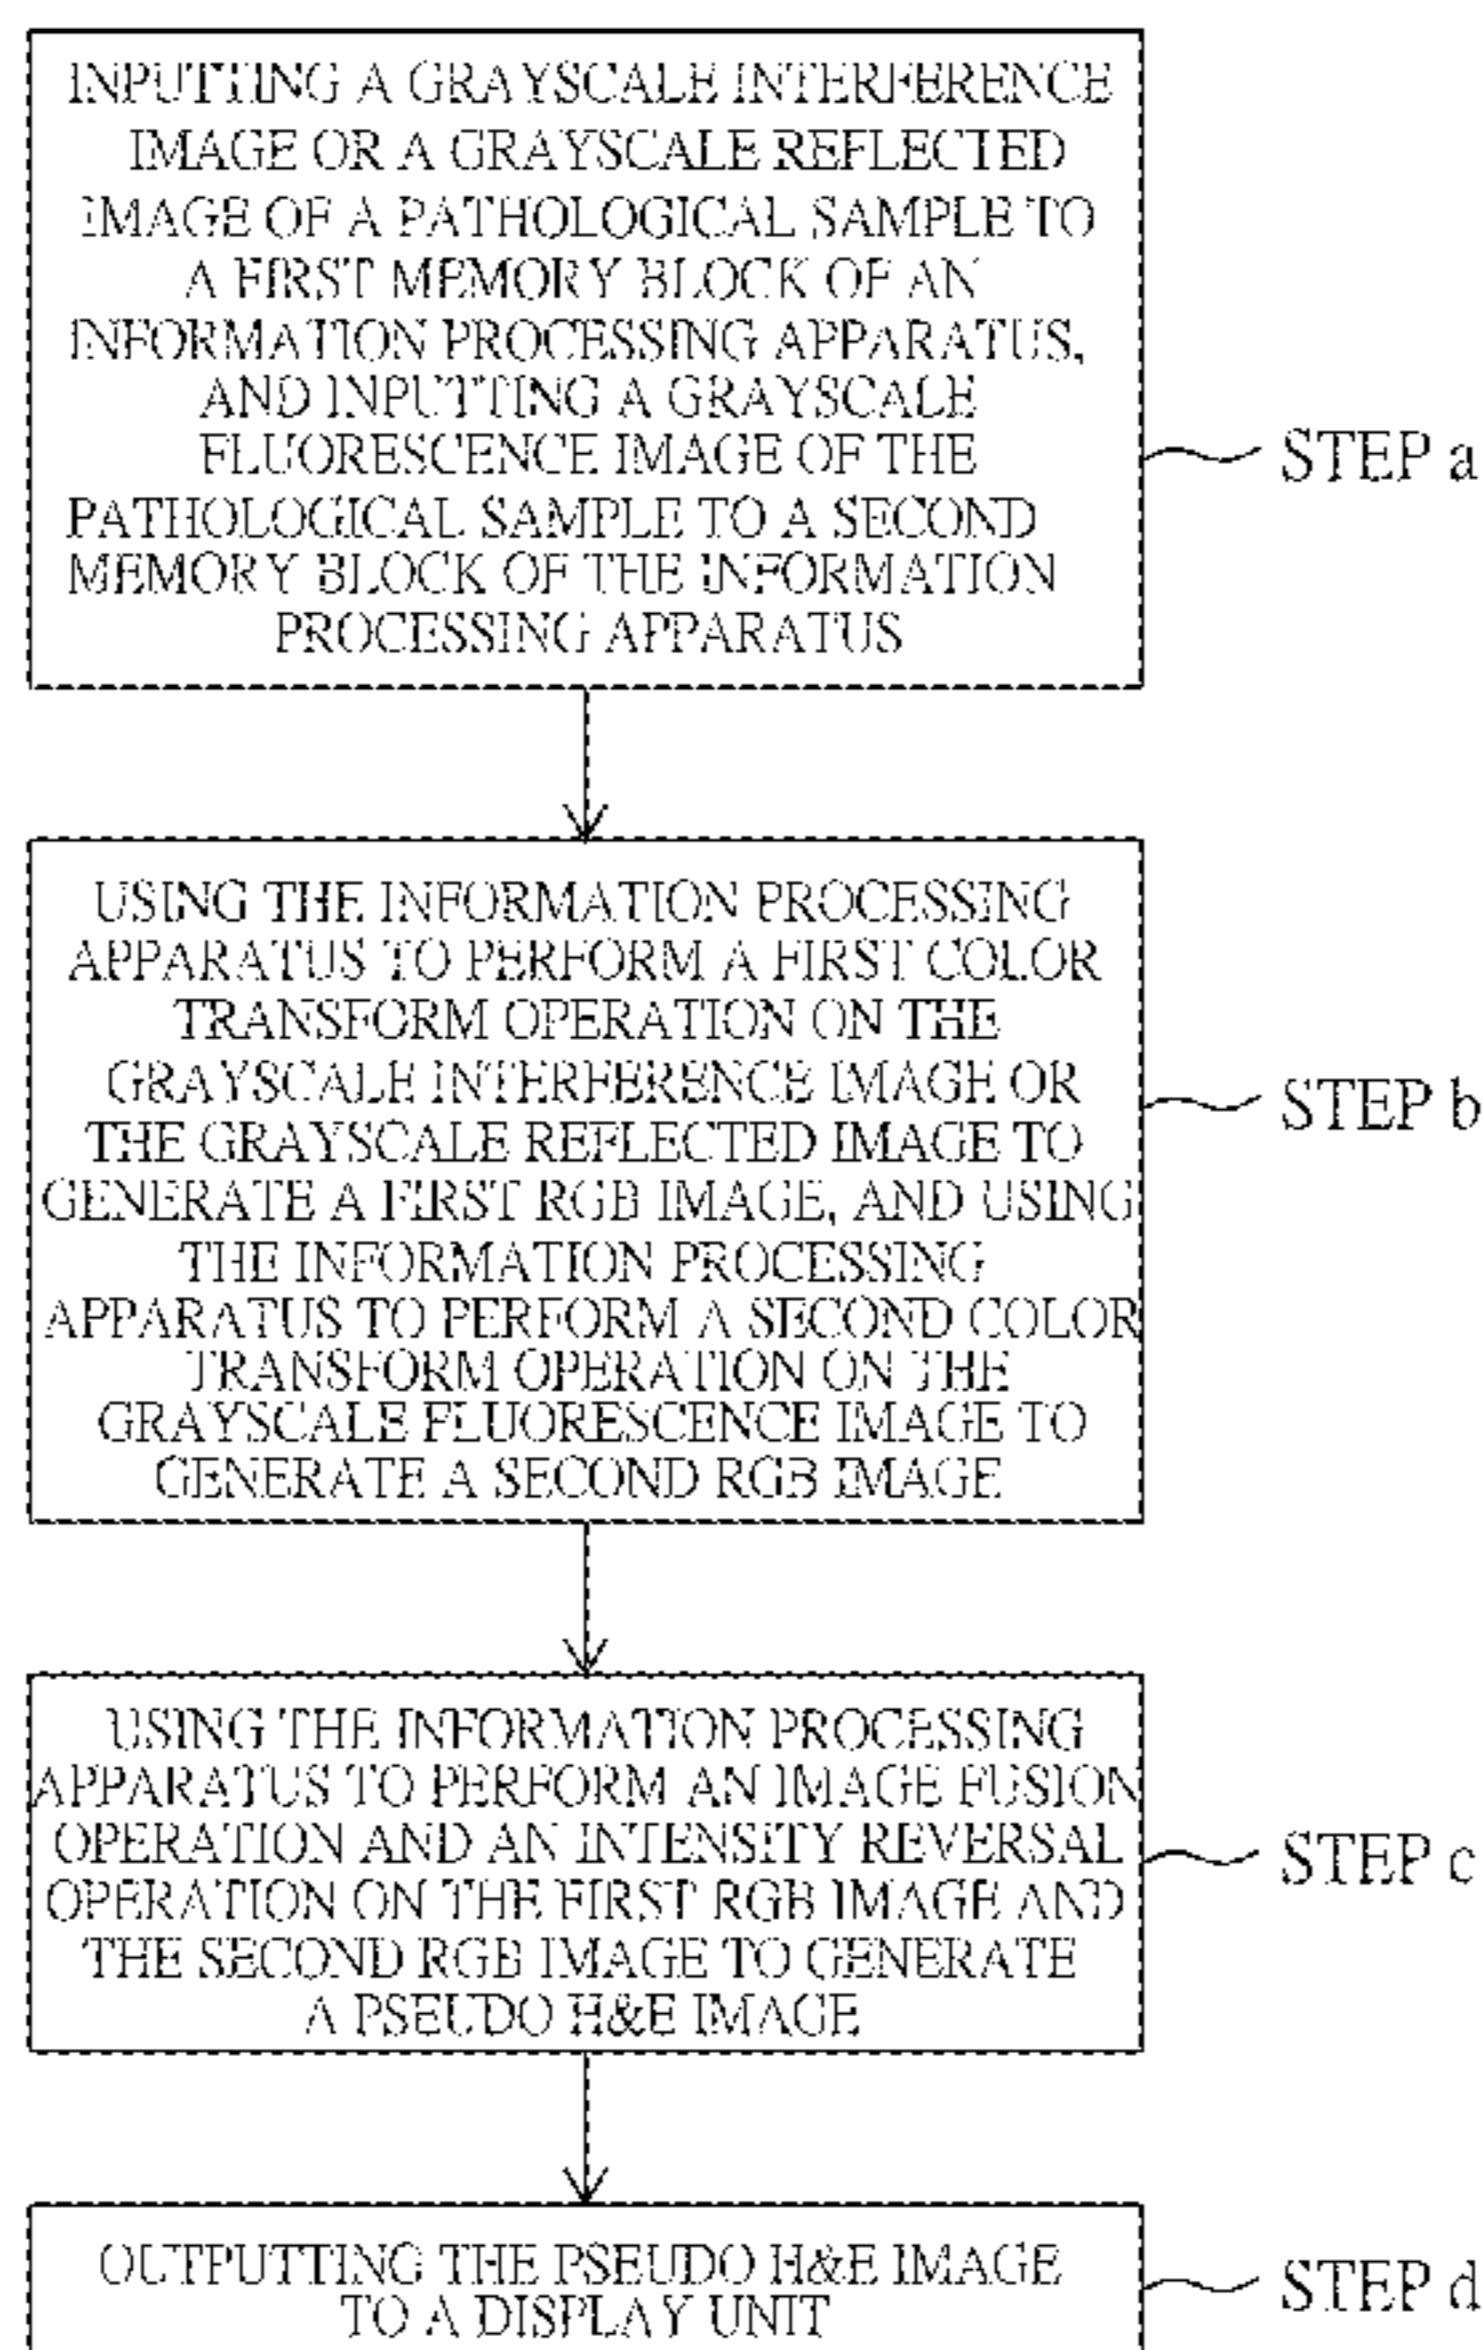 INPUTTING A GRAYSCALE INTERFERENCE
IMAGE OR A GRAYSCALE REFLECTED
IMAGE OF A PATHOLOGICAL SAMPLE TO
A FIRST MEMORY BLOCK OF AN
INFORMATION PROCESSING APPARATUS,
AND INPUTTING A GRAYSCALE
FLUORESCENCE IMAGE OF THE
PATHOLOGICAL SAMPLE TO A SECOND
MEMORY BLOCK OF THE INFORMATION
PROCESSING APPARATUS
STEP a
USING THE INFORMATION PROCESSING
APPARATUS TO PERFORM A FIRST COLOR
TRANSFORM OPERATION ON THE
GRAYSCALE INTERFERENCE IMAGE OR
THE GRAYSCALE REFLECTED IMAGE TO
GENERATE A FIRST RGB IMAGE, AND USING
THE INFORMATION PROCESSING
APPARATUS TO PERFORM A SECOND COLOR
TRANSFORM OPERATION ON THE
GRAYSCALE FLUORESCENCE IMAGE TO
GENERATE A SECOND RGB IMAGE
STEP b
USING THE INFORMATION PROCESSING
APPARATUS TO PERFORM AN IMAGE FUSION
OPERATION AND AN INTENSITY REVERSAL
OPERATION ON THE FIRST RGB IMAGE AND
THE SECOND RGB IMAGE TO GENERATE
A PSEUDO H&E IMAGE
STEP c
OUTPUTTING THE PSEUDO H&E IMAGE
TO A DISPLAY UNIT
STEP d